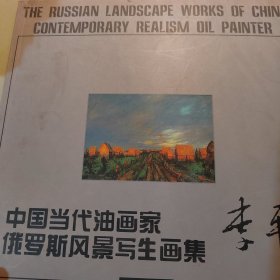 THE RUSSIAN LANDSCAPE WORKS OF CHIN
CONTEMPORARY REALISM OIL PAINTER
中国当代油画家
俄罗斯风景写生画集
李